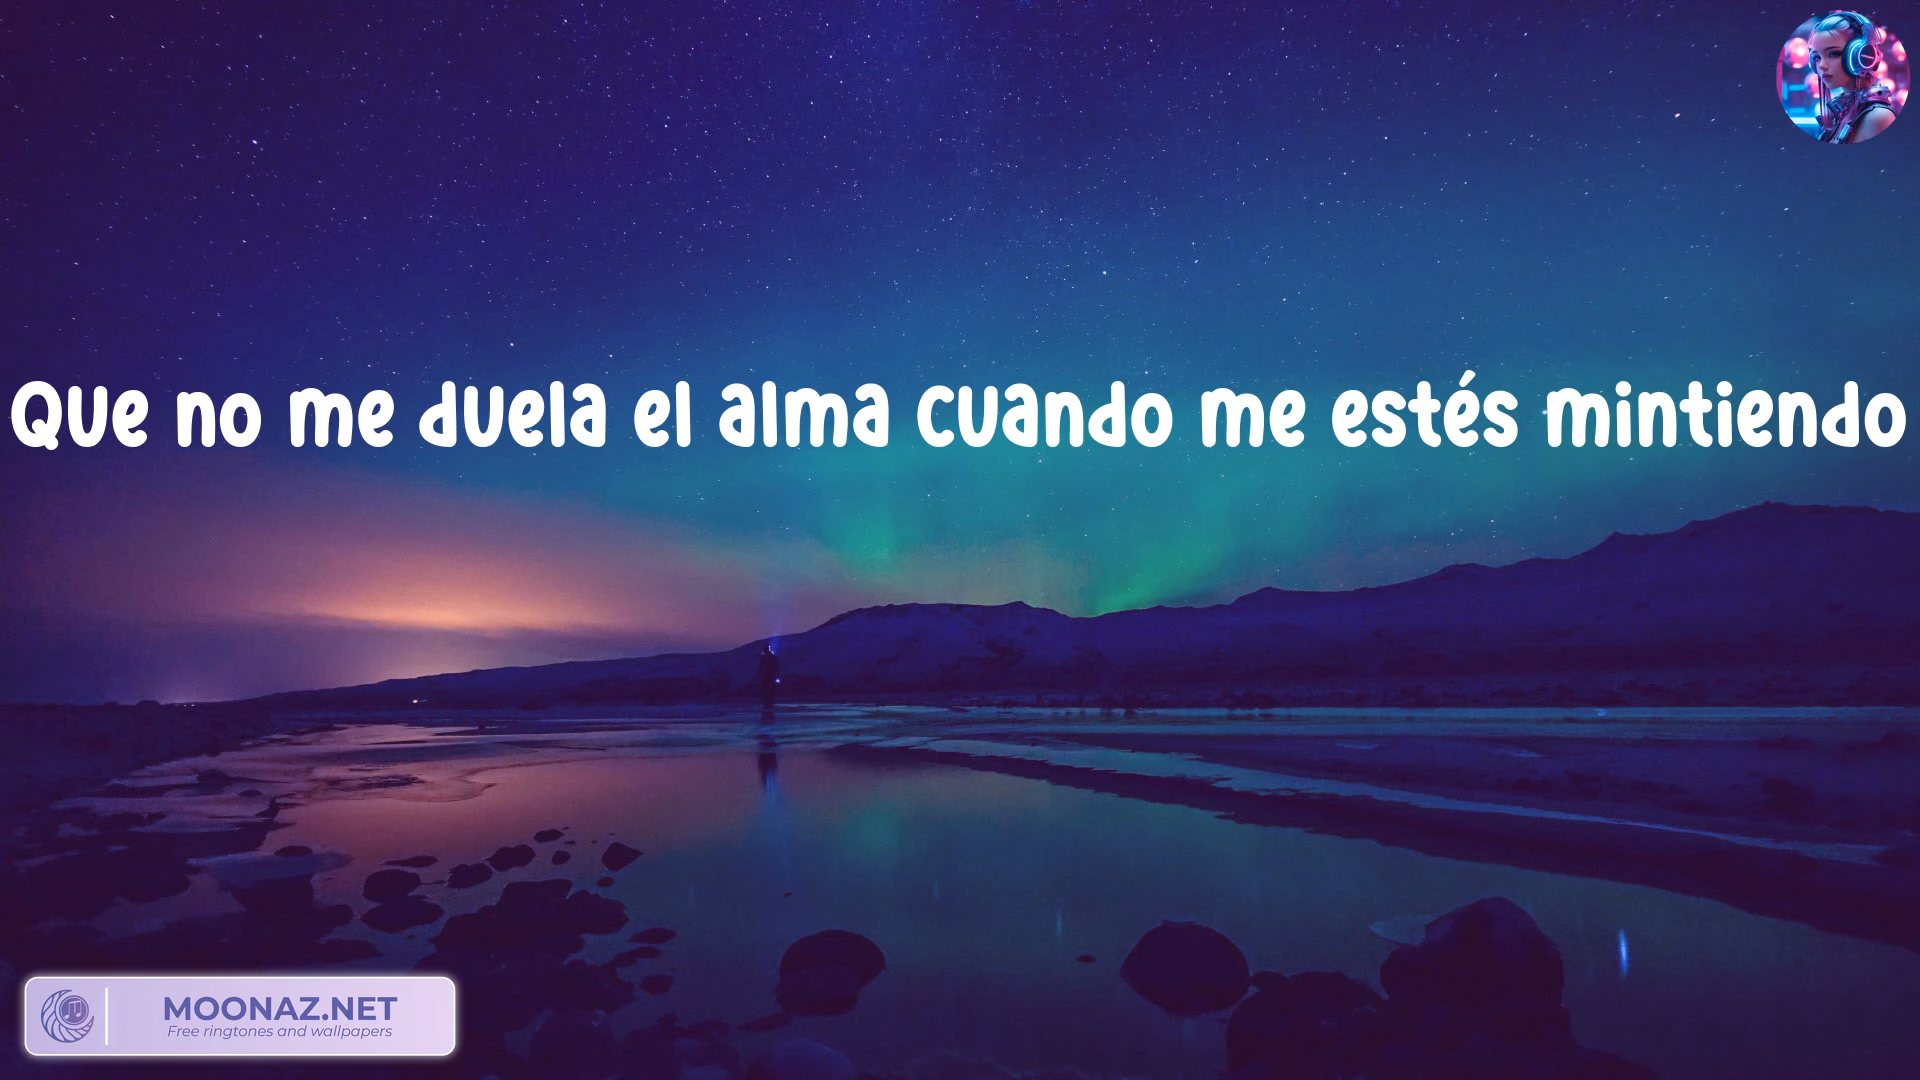 Que no me duela el alma cuando me estés mintiendo
MOONAZ.NET
Free ringtones and wallpapers